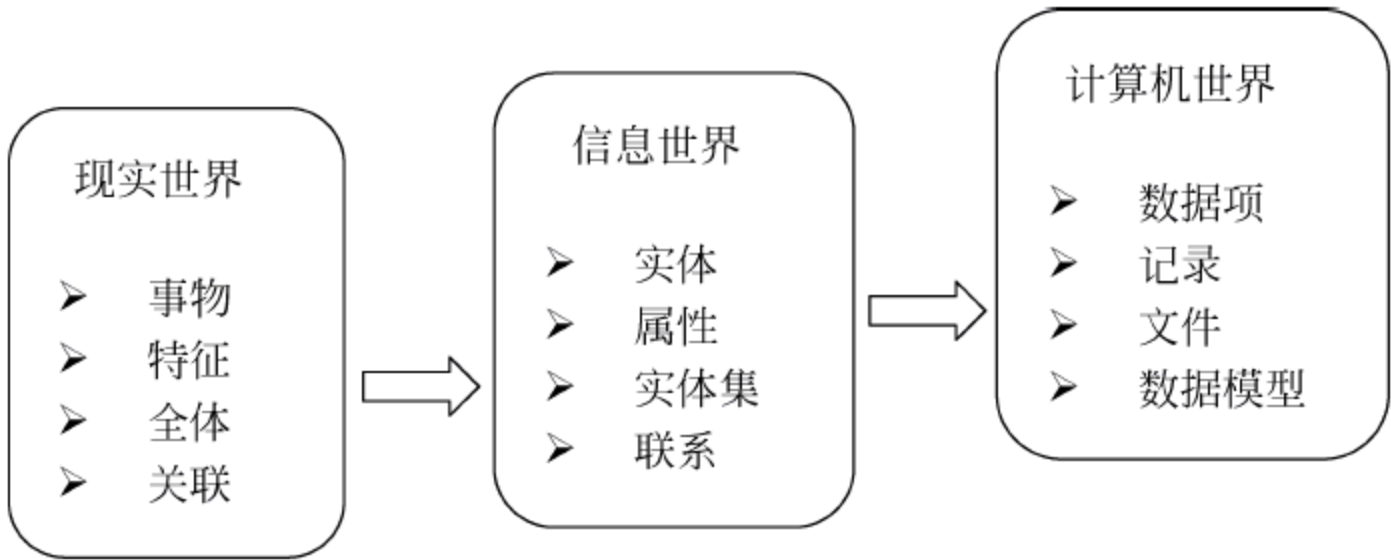 现实世界
事物
特征
全体
关联
信息世界
实体
属性
实体集
联系
计算机世界
数据项
记录
文件
数据模型